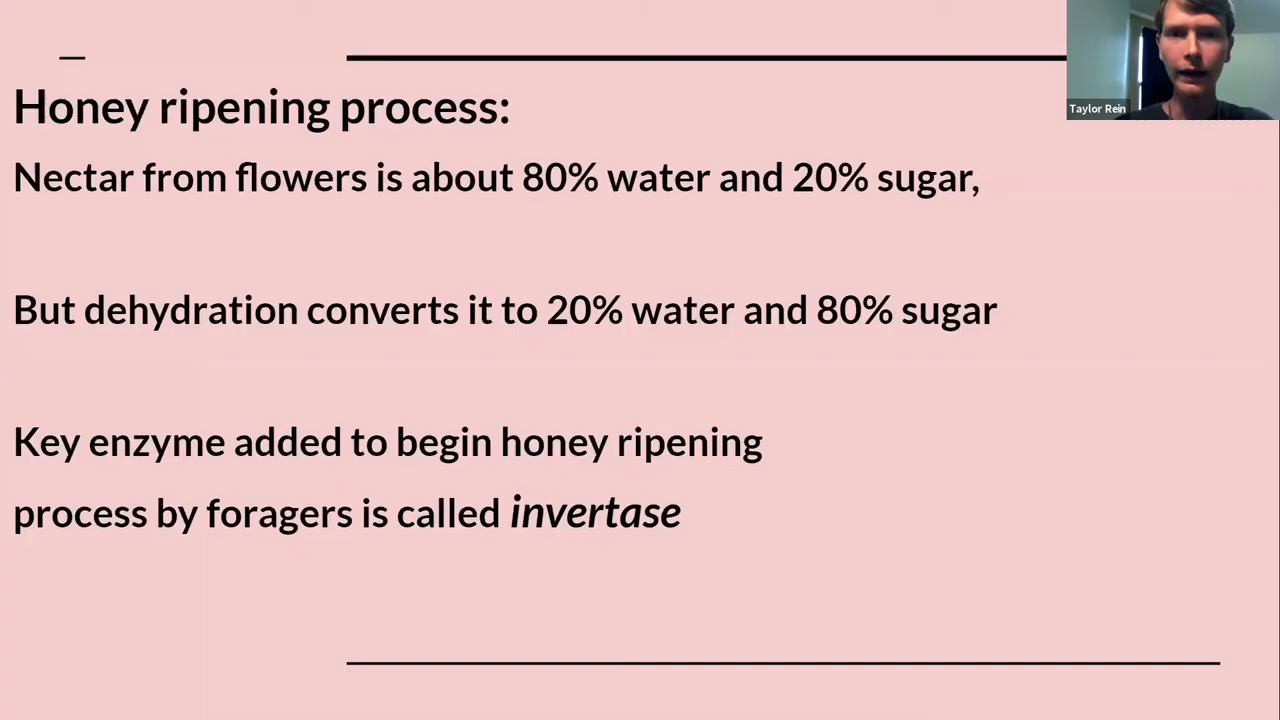 Taylor Rein
Honey ripening process:
Nectar from flowers is about 80% water and 20% sugar,
But dehydration converts it to 20% water and 80% sugar
Key enzyme added to begin honey ripening
process by foragers is called invertase